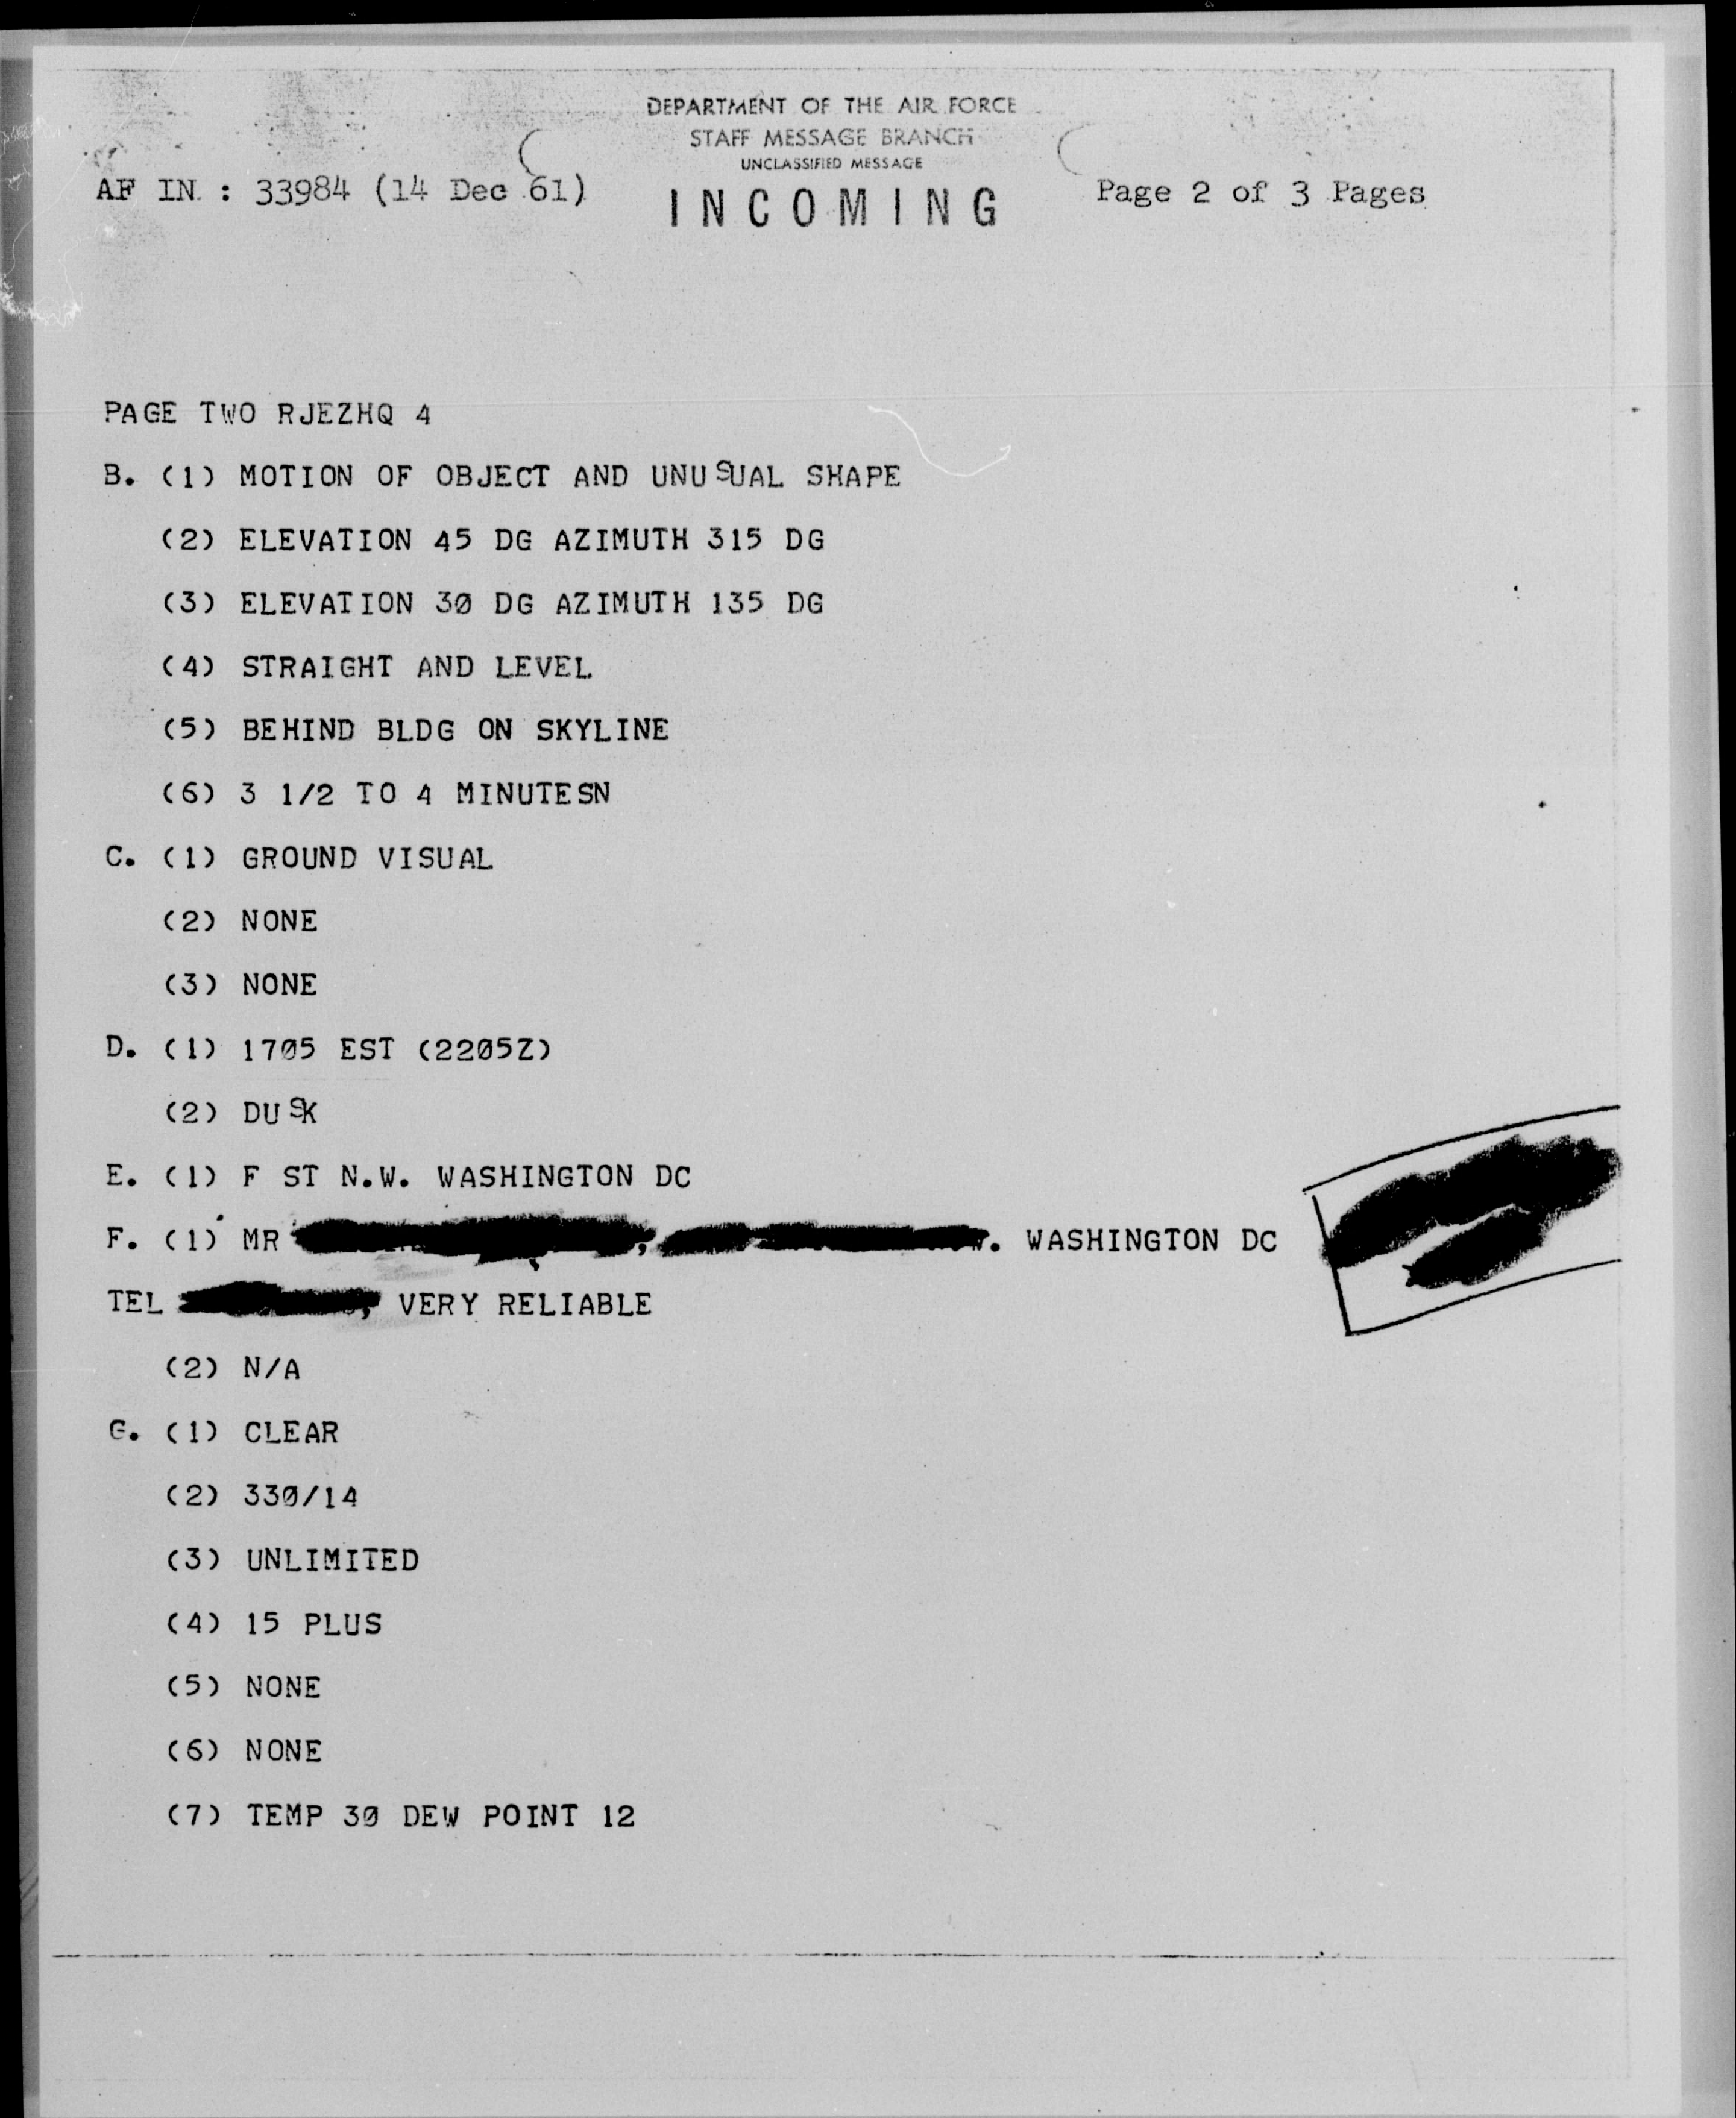 DEPARTMENT OF THE AIR FORCE
STAFF MESSAGE BRANCH
UNCLASSIFIED MESSAGE
AF IN : 33984 (14 Dec 61) INCOMING Page 2 of 3 Pages
PAGE TWO RJEZHQ 4
B. (1) MOTION OF OBJECT AND UNUSUAL SHAPE
(2) ELEVATION 45 DG AZIMUTH 315 DG
(3) ELEVATION 30 DG AZIMUTH 135 DG
(4) STRAIGHT AND LEVEL
(5) BEHIND BLDG ON SKYLINE
(6) 3 1/2 TO 4 MINUTESN
C. (1) GROUND VISUAL
(2) NONE
(3) NONE
D. (1) 1705 EST (2205Z)
(2) DUSK
E. (1) F ST N.W. WASHINGTON DC
F. (1) MR , . WASHINGTON DC
TEL , VERY RELIABLE
(2) N/A
G. (1) CLEAR
(2) 330/14
(3) UNLIMITED
(4) 15 PLUS
(5) NONE
(6) NONE
(7) TEMP 30 DEW POINT 12